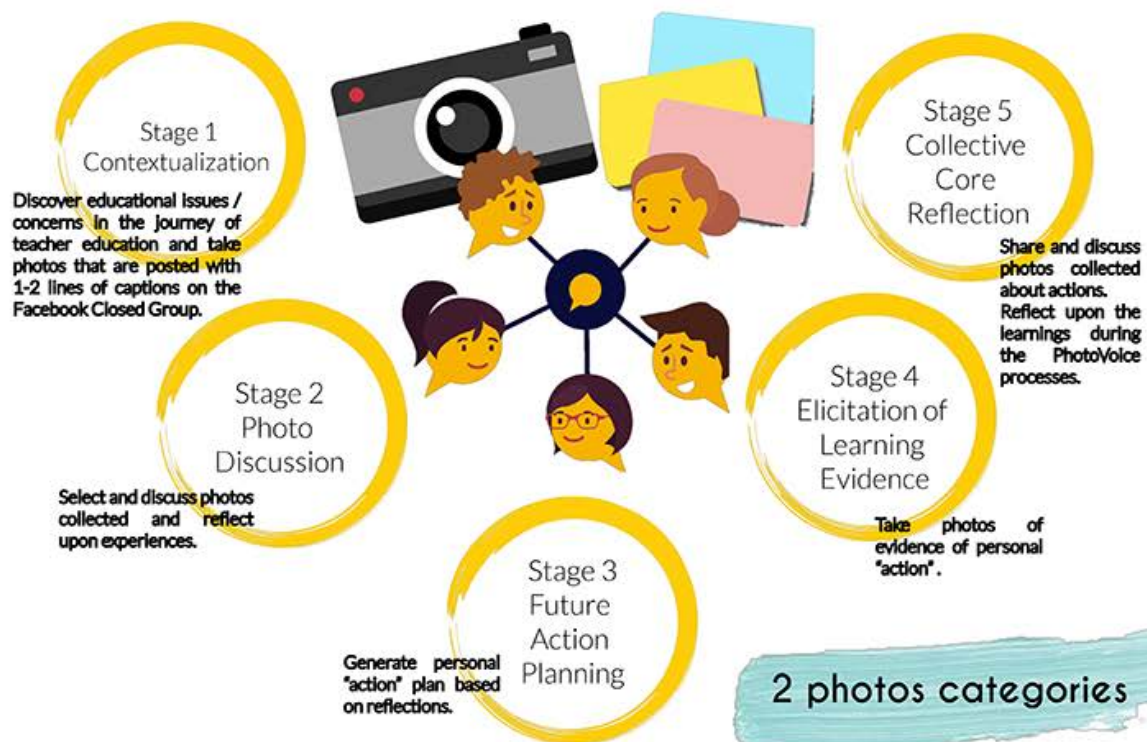 Stage 1
Contextualization
Discover educational issues /
concerns in the journey of
teacher education and take
photos that are posted with
1-2 lines of captions on the
Facebook Closed Group.
Stage 2
Photo
Discussion
Select and discuss photos
collected and reflect
upon experiences.
Stage 3
Future
Action
Planning
Generate personal
"action" plan based
on reflections.
Stage 4
Elicitation of
Learning
Evidence
Take photos of
evidence of personal
"action" .
Stage 5
Collective
Core
Reflection
Share and discuss
photos collected
about actions.
Reflect upon the
learnings during
the PhotoVoice
processes.
2 photos categories